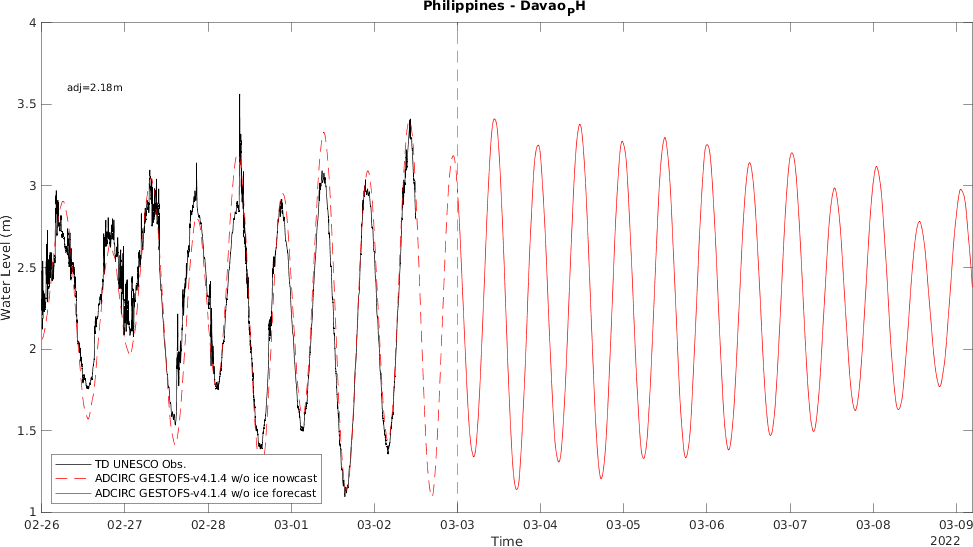 Philippines - Davao_PH
adj=2.18m
Water Level (m)
4
3.5
3
2.5
2
1.5
1
TD UNESCO Obs.
ADCIRC GESTOFS-v4.1.4 w/o ice nowcast
ADCIRC GESTOFS-v4.1.4 w/o ice forecast
02-26 02-27 02-28 03-01 03-02 03-03 03-04 03-05 03-06 03-07 03-08 03-09
Time
2022